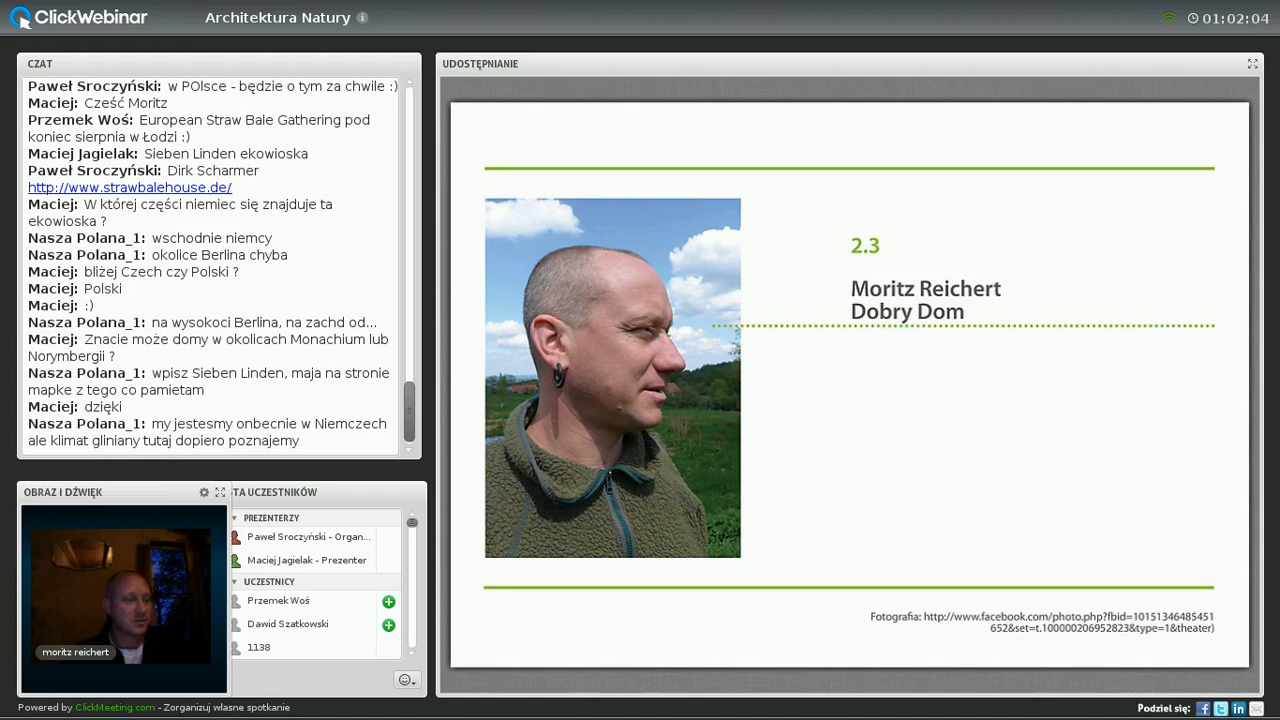 ClickWebinar
Architektura Natury
01:02:04
CZAT
Paweł Sroczyński: w POlsce - będzie o tym za chwile :)
Maciej: Cześć Moritz
Przemek Woś: European Straw Bale Gathering pod
koniec sierpnia w Łodzi :)
Maciej Jagielak: Sieben Linden ekowioska
Paweł Sroczyński: Dirk Scharmer
http://www.strawbalehouse.de/
Maciej: W której części niemiec się znajduje ta
ekowioska ?
Nasza Polana_1: wschodnie niemcy
Nasza Polana_1: okolice Berlina chyba
Maciej: bliżej Czech czy Polski ?
Maciej: Polski
Maciej: :)
Nasza Polana_1: na wysokoci Berlina, na zachd od...
Maciej: Znacie może domy w okolicach Monachium lub
Norymbergii ?
Nasza Polana_1: wpisz Sieben Linden, maja na stronie
mapke z tego co pamietam
Maciej: dzięki
Nasza Polana_1: my jestesmy onbecnie w Niemczech
ale klimat gliniany tutaj dopiero poznajemy
OBRAZ I DŹWIĘK
moritz reichert
TA UCZESTNIKÓW
PREZENTERZY
Paweł Sroczyński - Organ...
Maciej Jagielak - Prezenter
UCZESTNICY
Przemek Woś
Dawid Szatkowski
1138
UDOSTĘPNIANIE
2.3
Moritz Reichert
Dobry Dom
Fotografia: http://www.facebook.com/photo.php?fbid=10151346485451
652&set=t.100000206952823&type=1&theater)
Powered by ClickMeeting.com - Zorganizuj własne spotkanie
Podziel się: